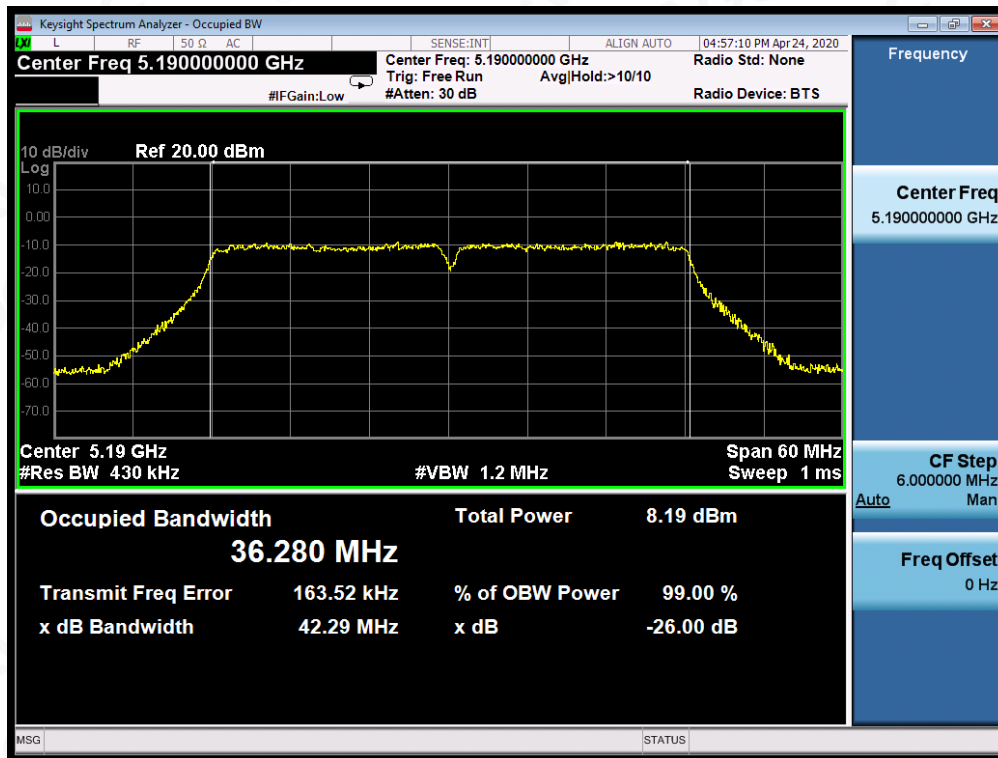 Keysight Spectrum Analyzer - Occupied BW
LXI L RF 50 Ω AC SENSE:INT ALIGN AUTO 04:57:10 PM Apr 24, 2020
Center Freq 5.190000000 GHz
#IFGain:Low
Center Freq: 5.190000000 GHz
Trig: Free Run Avg|Hold:>10/10
#Atten: 30 dB
Radio Std: None
Radio Device: BTS
10 dB/div Ref 20.00 dBm
Log
10.0
0.00
-10.0
-20.0
-30.0
-40.0
-50.0
-60.0
-70.0
Center 5.19 GHz Span 60 MHz
#Res BW 430 kHz #VBW 1.2 MHz Sweep 1 ms
Occupied Bandwidth Total Power 8.19 dBm
36.280 MHz
Transmit Freq Error 163.52 kHz % of OBW Power 99.00 %
x dB Bandwidth 42.29 MHz x dB -26.00 dB
Frequency
Center Freq
5.190000000 GHz
CF Step
6.000000 MHz
Auto Man
Freq Offset
0 Hz
MSG STATUS